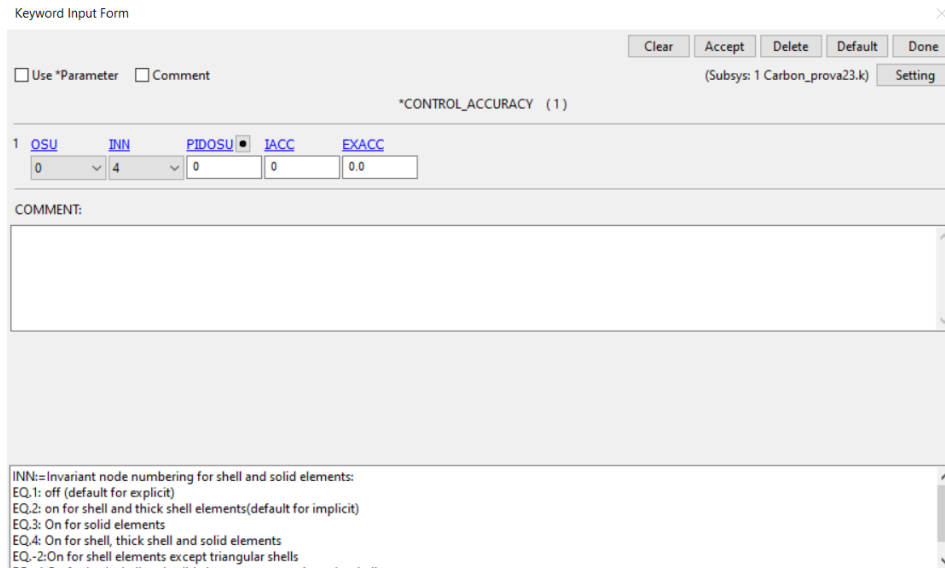 Keyword Input Form
Clear Accept Delete Default Done
Use *Parameter Comment (Subsys: 1 Carbon_prova23.k) Setting
*CONTROL_ACCURACY (1)
1 OSU INN PIDOSU IACC EXACC
0 4 0 0 0.0
COMMENT:
INN:=Invariant node numbering for shell and solid elements:
EQ.1: off (default for explicit)
EQ.2: on for shell and thick shell elements(default for implicit)
EQ.3: On for solid elements
EQ.4: On for shell, thick shell and solid elements
EQ.-2:On for shell elements except triangular shells